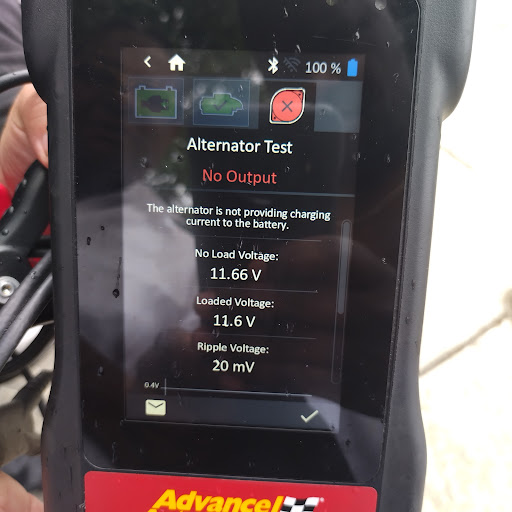 100 %
Alternator Test
No Output
The alternator is not providing charging
current to the battery.
No Load Voltage:
11.66 V
Loaded Voltage:
11.6 V
Ripple Voltage:
20 mV
0.4V
Advance